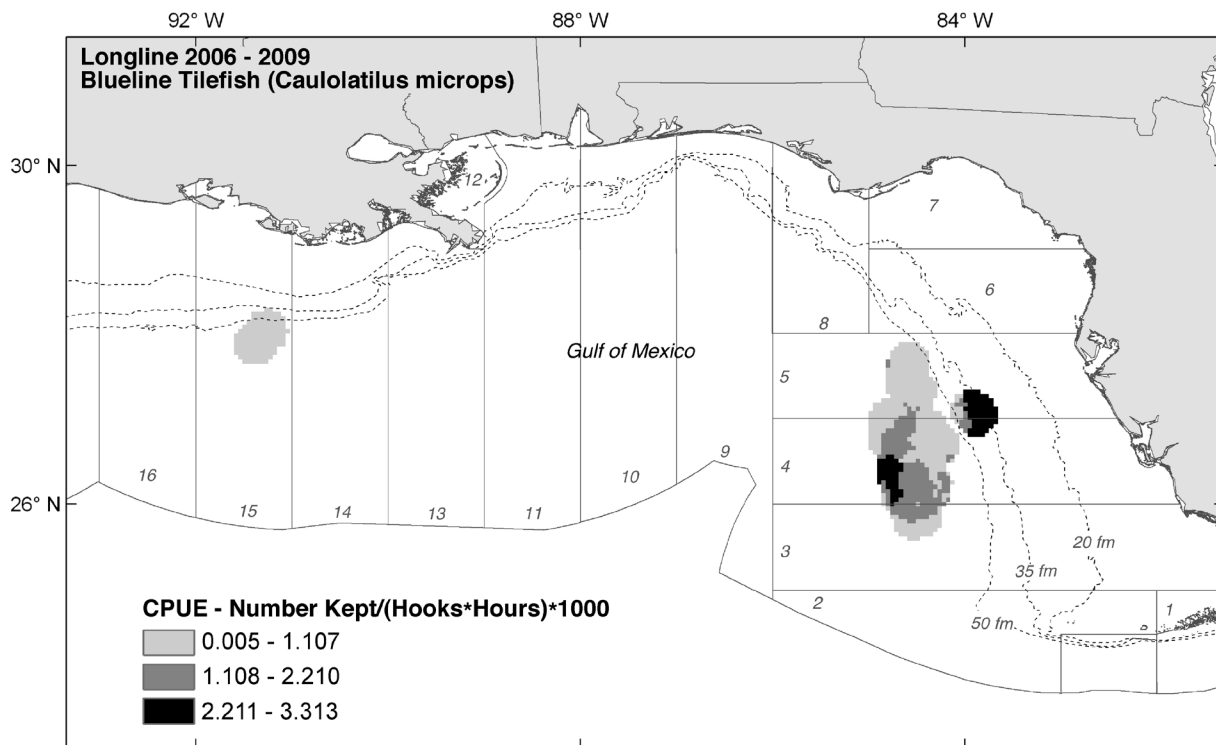 92° W
88° W
84° W
Longline 2006 - 2009
Blueline Tilefish (Caulolatilus microps)
30° N
12
7
6
8
Gulf of Mexico
5
9
4
16
10
26° N
15
14
13
11
20 fm
3
35 fm
2
1
50 fm
CPUE - Number Kept/(Hooks*Hours)*1000
0.005 - 1.107
1.108 - 2.210
2.211 - 3.313